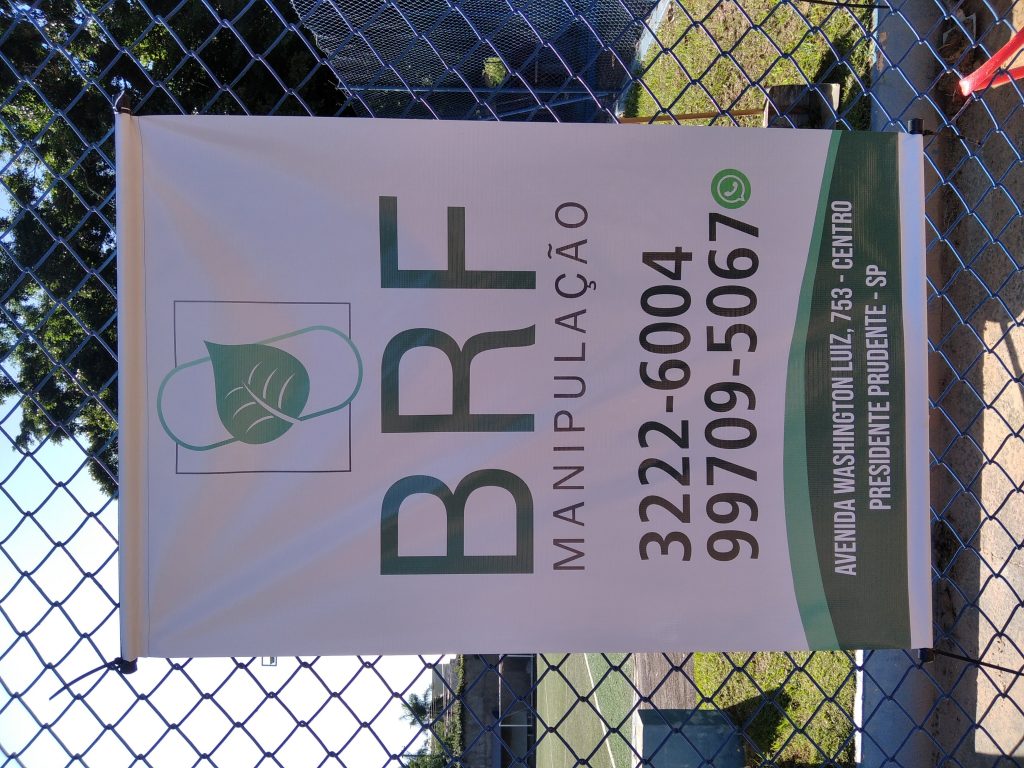 BRF
MANIPULAÇÃO
3222-6004
99709-5067
AVENIDA WASHINGTON LUIZ, 753 - CENTRO
PRESIDENTE PRUDENTE - SP